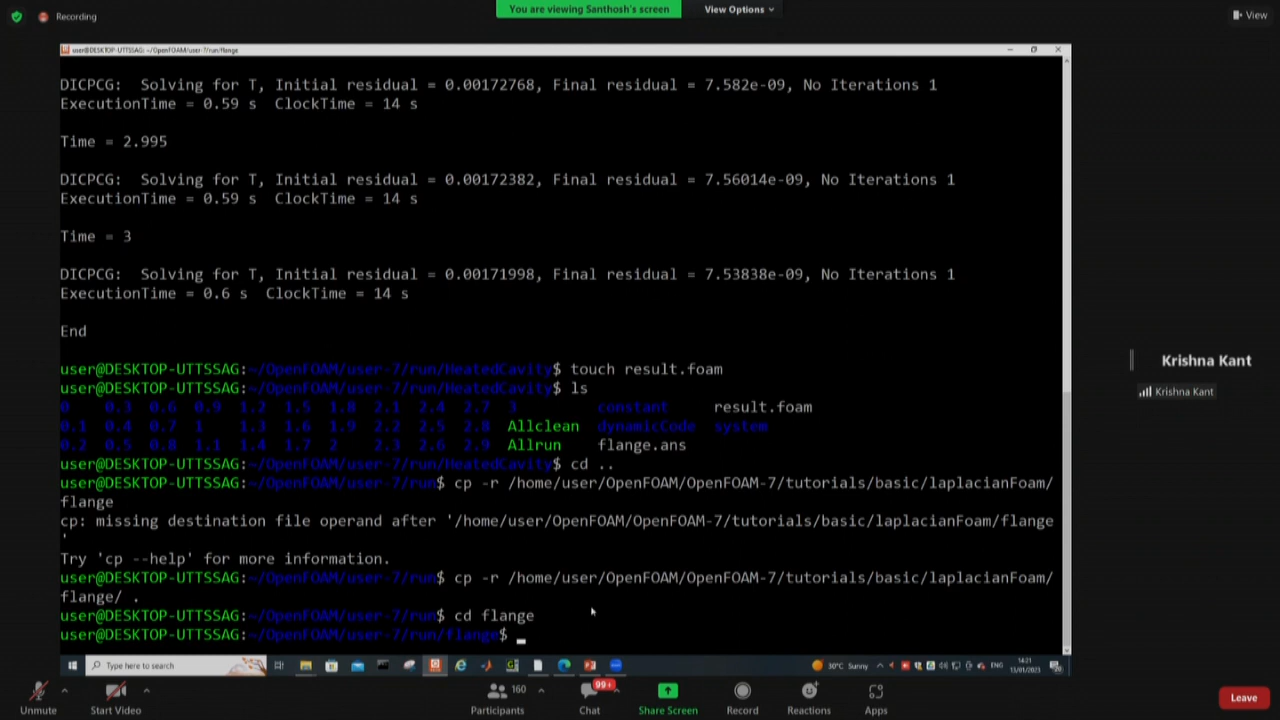 Recording
You are viewing Santhosh's screen
View Options
View
user@DESKTOP-UTTSSAG: ~/OpenFOAM/user-7/run/flange
DICPCG:  Solving for T, Initial residual = 0.00172768, Final residual = 7.582e-09, No Iterations 1
ExecutionTime = 0.59 s  ClockTime = 14 s
Time = 2.995
DICPCG:  Solving for T, Initial residual = 0.00172382, Final residual = 7.56014e-09, No Iterations 1
ExecutionTime = 0.59 s  ClockTime = 14 s
Time = 3
DICPCG:  Solving for T, Initial residual = 0.00171998, Final residual = 7.53838e-09, No Iterations 1
ExecutionTime = 0.6 s  ClockTime = 14 s
End
user@DESKTOP-UTTSSAG:~/OpenFOAM/user-7/run/HeatedCavity$ touch result.foam
user@DESKTOP-UTTSSAG:~/OpenFOAM/user-7/run/HeatedCavity$ ls
0 0.3 0.6 0.9 1.2 1.5 1.8 2.1 2.4 2.7 3 constant result.foam
0.1 0.4 0.7 1 1.3 1.6 1.9 2.2 2.5 2.8 Allclean dynamicCode system
0.2 0.5 0.8 1.1 1.4 1.7 2 2.3 2.6 2.9 Allrun flange.ans
user@DESKTOP-UTTSSAG:~/OpenFOAM/user-7/run/HeatedCavity$ cd ..
user@DESKTOP-UTTSSAG:~/OpenFOAM/user-7/run$ cp -r /home/user/OpenFOAM/OpenFOAM-7/tutorials/basic/laplacianFoam/
flange
cp: missing destination file operand after '/home/user/OpenFOAM/OpenFOAM-7/tutorials/basic/laplacianFoam/flange
'
Try 'cp --help' for more information.
user@DESKTOP-UTTSSAG:~/OpenFOAM/user-7/run$ cp -r /home/user/OpenFOAM/OpenFOAM-7/tutorials/basic/laplacianFoam/
flange/ .
user@DESKTOP-UTTSSAG:~/OpenFOAM/user-7/run$ cd flange
user@DESKTOP-UTTSSAG:~/OpenFOAM/user-7/run/flange$
Krishna Kant
Krishna Kant
Type here to search
30°C Sunny
ENG
14:21
13/01/2023
Unmute
Start Video
160
Participants
99+
Chat
Share Screen
Record
Reactions
Apps
Leave